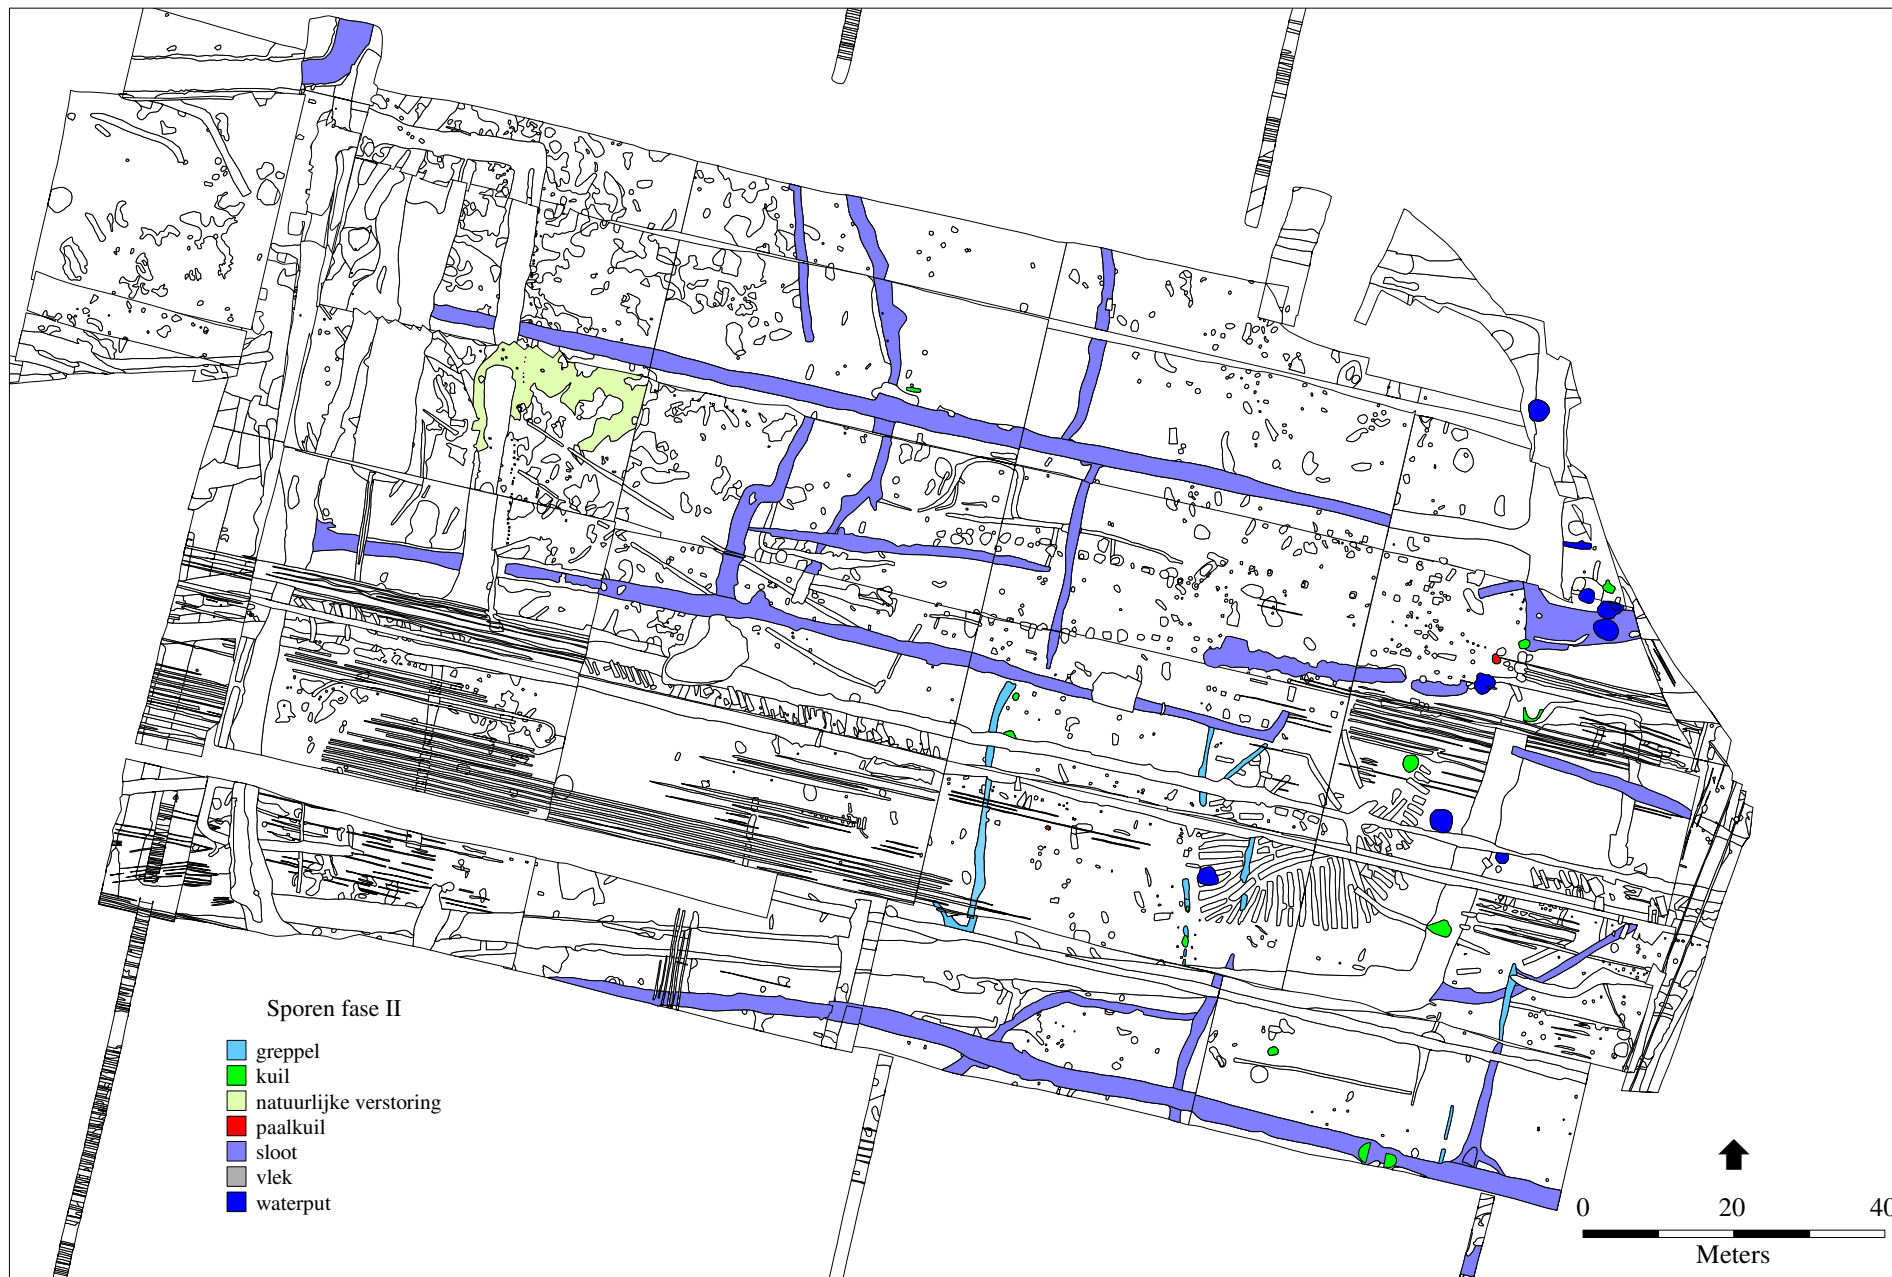 Sporen fase II
greppel
kuil
natuurlijke verstoring
paalkuil
sloot
vlek
waterput
0 20 40
Meters